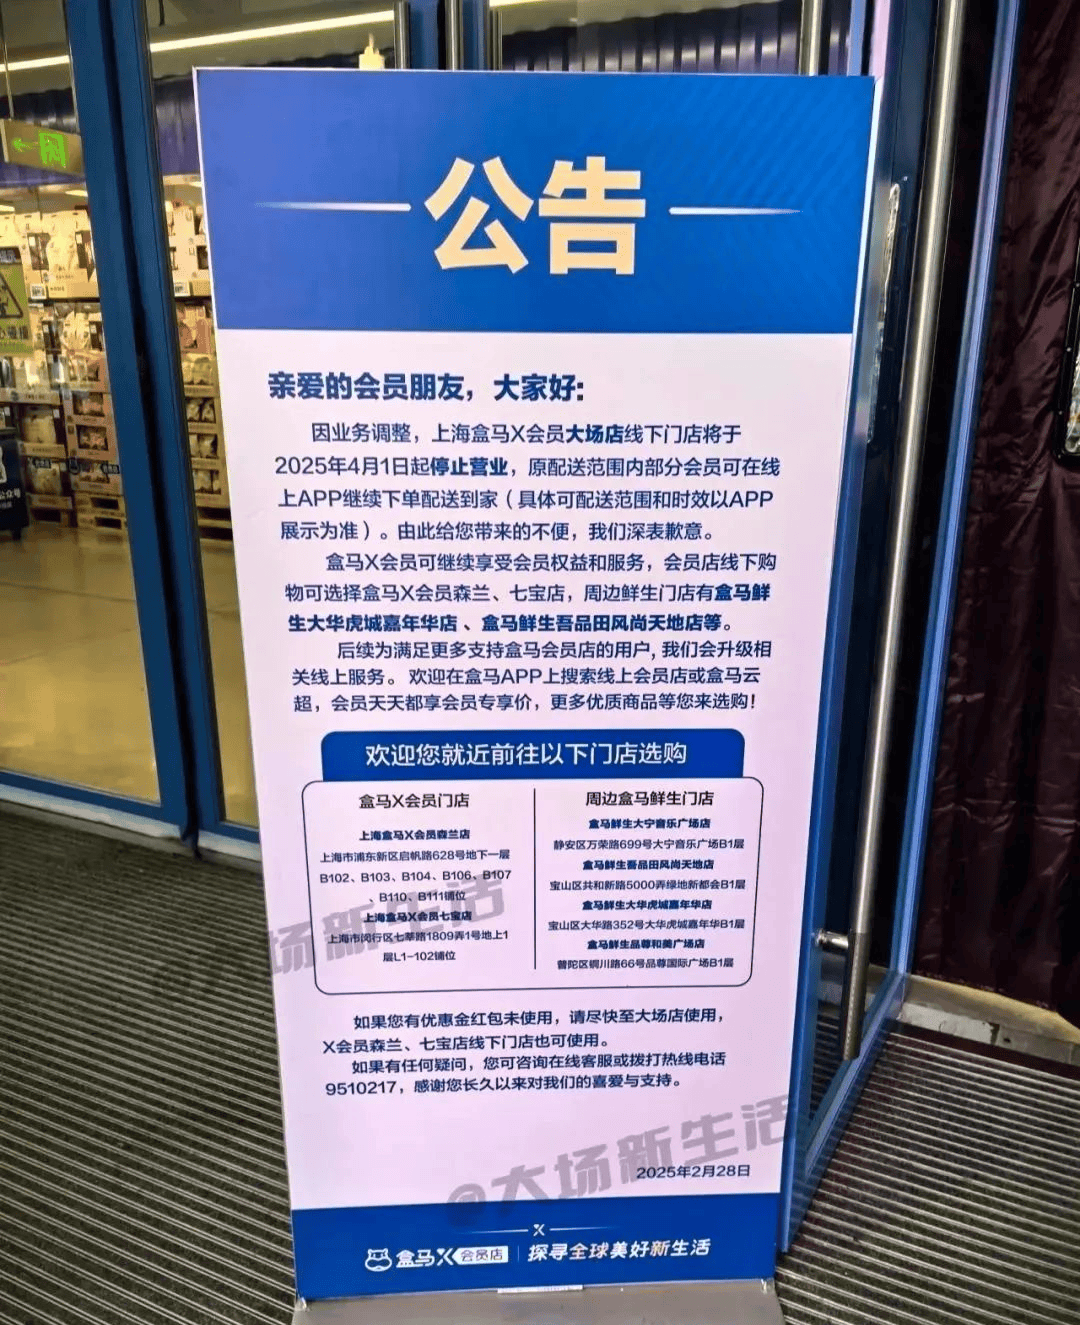 公告
亲爱的会员朋友，大家好:
因业务调整，上海盒马X会员大场店线下门店将于
2025年4月1日起停止营业，原配送范围内部分会员可在线
上APP继续下单配送到家（具体可配送范围和时效以APP
展示为准）。由此给您带来的不便，我们深表歉意。
盒马X会员可继续享受会员权益和服务，会员店线下购
物可选择盒马X会员森兰、七宝店，周边鲜生门店有盒马鲜
生大华虎城嘉年华店、盒马鲜生吾品田风尚天地店等。
后续为满足更多支持盒马会员店的用户，我们会升级相
关线上服务。欢迎在盒马APP上搜索线上会员店或盒马云
超，会员天天都享会员专享价，更多优质商品等您来选购！
欢迎您就近前往以下门店选购
盒马X会员门店
上海盒马X会员森兰店
上海市浦东新区启帆路628号地下一层
B102、B103、B104、B106、B107
、B110、B111铺位
上海盒马X会员七宝店
上海市闵行区七莘路1809弄1号地上1
层L1-102铺位
周边盒马鲜生门店
盒马鲜生大宁音乐广场店
静安区万荣路699号大宁音乐广场B1层
盒马鲜生吾品田风尚天地店
宝山区共和新路5000弄绿地新都会B1层
盒马鲜生大华虎城嘉年华店
宝山区大华路352号大华虎城嘉年华B1层
盒马鲜生品尊和美广场店
普陀区铜川路66号品尊国际广场B1层
如果您有优惠金红包未使用，请尽快至大场店使用，
X会员森兰、七宝店线下门店也可使用。
如果有任何疑问，您可咨询在线客服或拨打热线电话
9510217，感谢您长久以来对我们的喜爱与支持。
2025年2月28日
盒马X会员店 探寻全球美好新生活
@大场新生活
@大场新生活